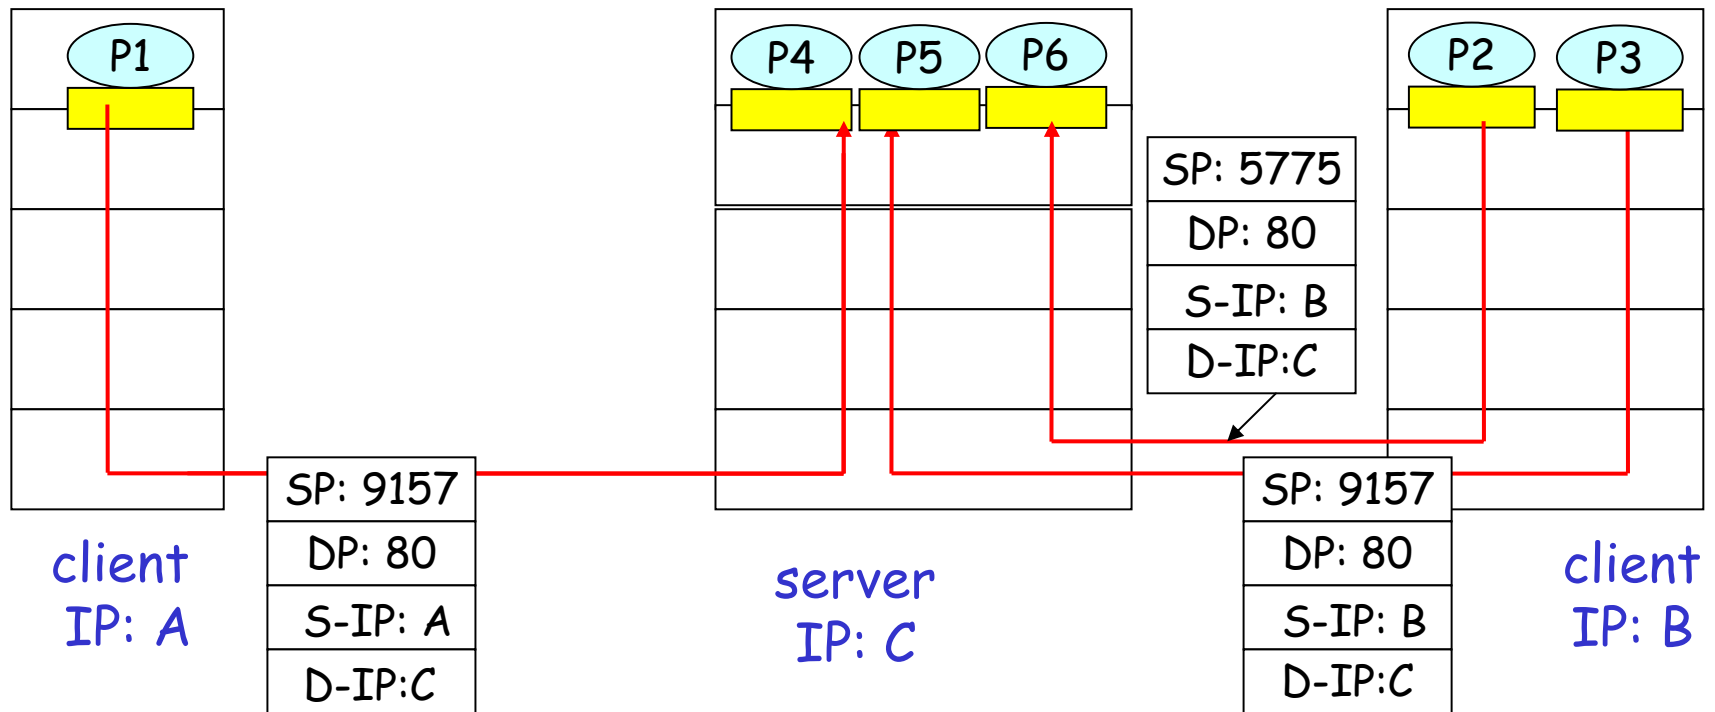 P1
P4
P5
P6
P2
P3
SP: 5775
DP: 80
S-IP: B
D-IP:C
SP: 9157
DP: 80
S-IP: A
D-IP:C
SP: 9157
DP: 80
S-IP: B
D-IP:C
client
IP: A
server
IP: C
client
IP: B